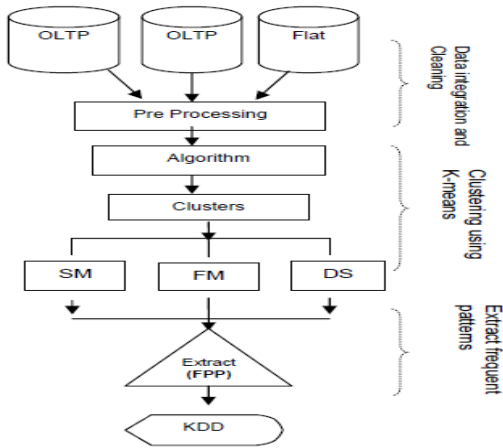 OLTP
OLTP
Flat
Pre Processing
Algorithm
Clusters
SM
FM
DS
Extract
(FPP)
KDD
Data integration and
Cleaning
Clustering using
K-means
Extract frequent
patterns